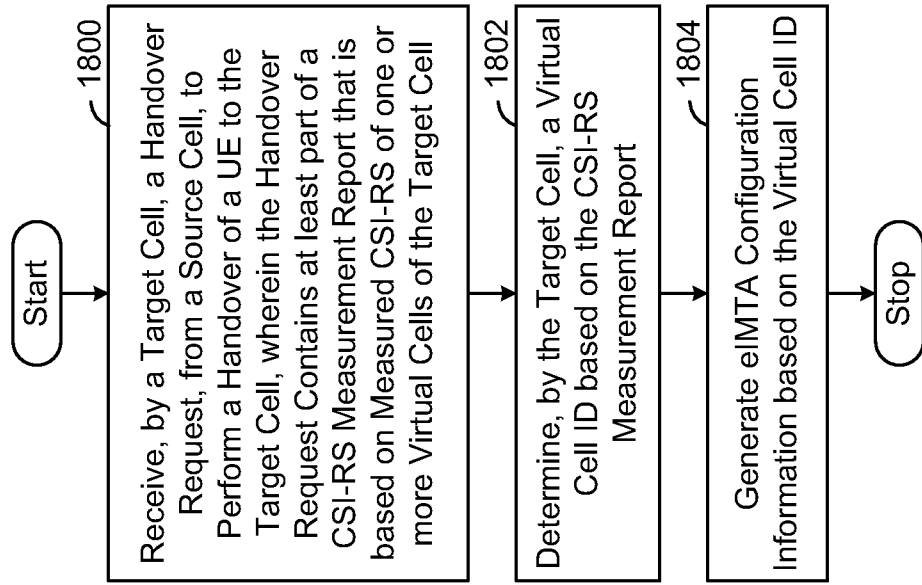 Start
1800
Receive, by a Target Cell, a Handover
Request, from a Source Cell, to
Perform a Handover of a UE to the
Target Cell, wherein the Handover
Request Contains at least part of a
CSI-RS Measurement Report that is
based on Measured CSI-RS of one or
more Virtual Cells of the Target Cell
1802
Determine, by the Target Cell, a Virtual
Cell ID based on the CSI-RS
Measurement Report
1804
Generate eIMTA Configuration
Information based on the Virtual Cell ID
Stop